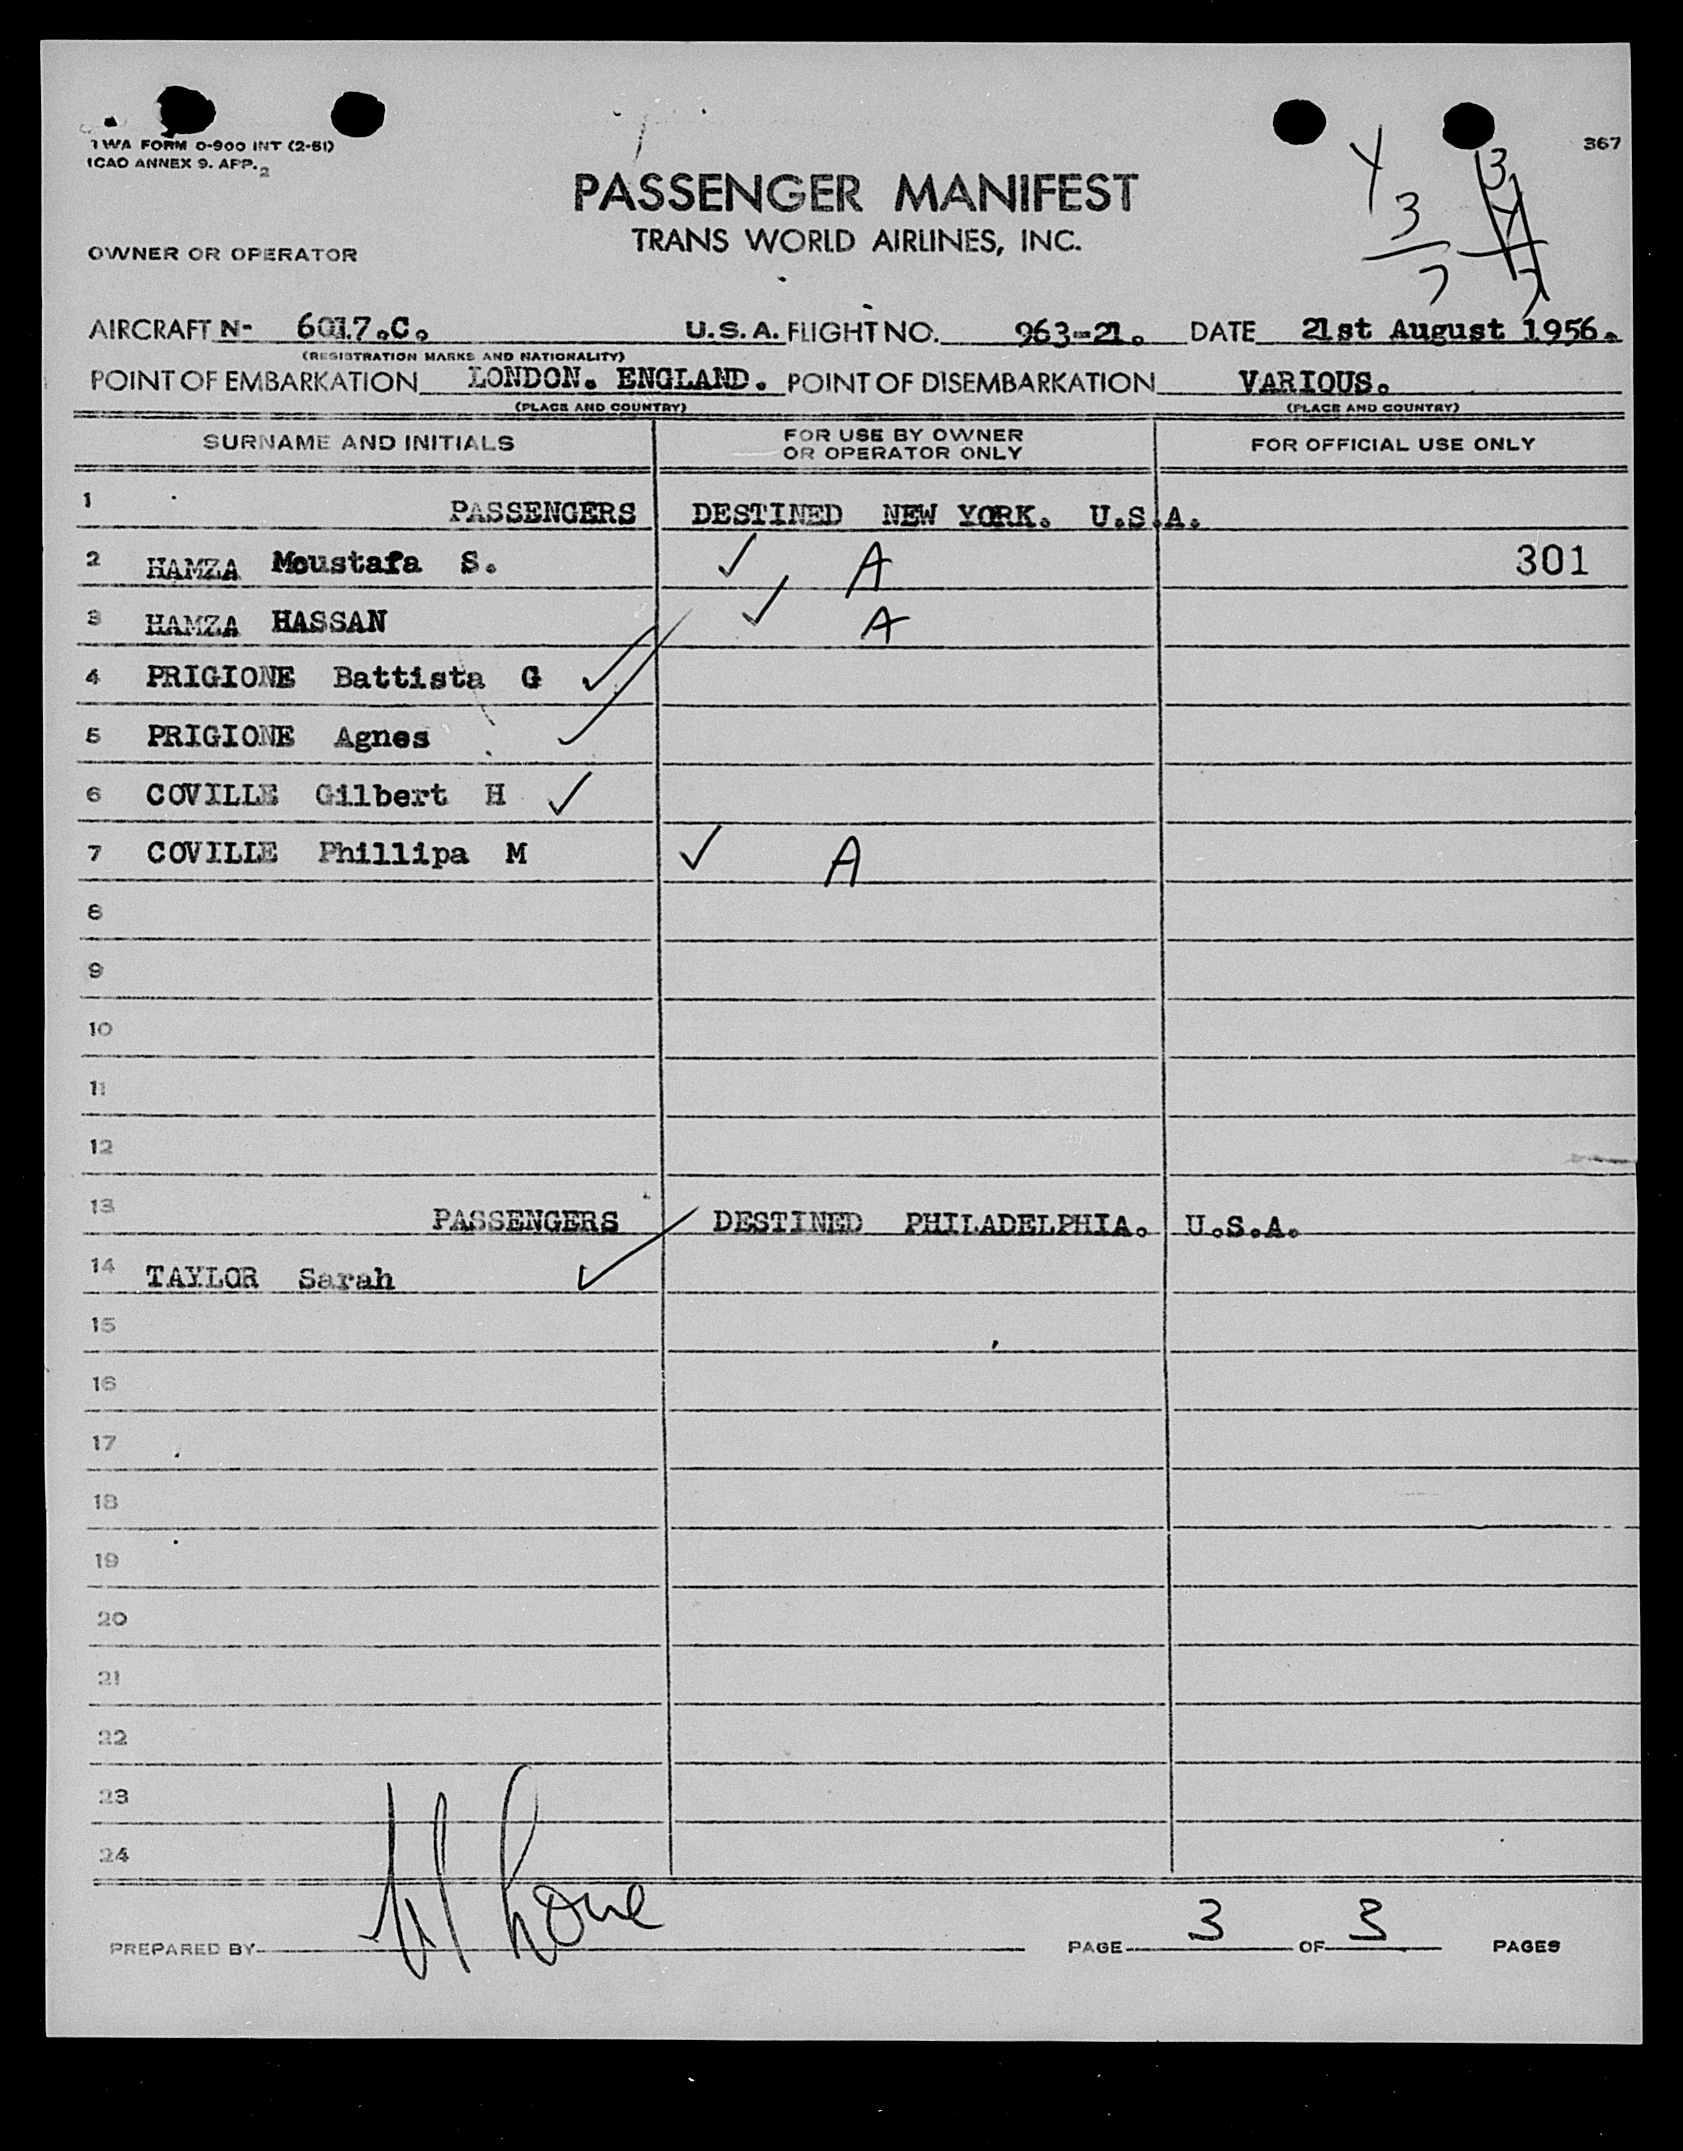 367
TWA FORM 0-900 INT (2-51)
ICAO ANNEX 9. APP. 2
PASSENGER MANIFEST
TRANS WORLD AIRLINES, INC.
OWNER OR OPERATOR
4
3
7
AIRCRAFT N- 6017.C. U.S.A. FLIGHT NO. 963-21. DATE 21st August 1956.
(REGISTRATION MARKS AND NATIONALITY)
POINT OF EMBARKATION LONDON. ENGLAND. POINT OF DISEMBARKATION VARIOUS.
(PLACE AND COUNTRY) (PLACE AND COUNTRY)
SURNAME AND INITIALS FOR USE BY OWNER OR OPERATOR ONLY FOR OFFICIAL USE ONLY
1 PASSENGERS DESTINED NEW YORK. U.S.A.
2 HAMZA Moustafa S. ✓ A 301
3 HAMZA HASSAN ✓ A
4 PRIGIONE Battista G ✓
5 PRIGIONE Agnes ✓
6 COVILLE Gilbert H ✓
7 COVILLE Phillipa M ✓ A
8
9
10
11
12
13 PASSENGERS DESTINED PHILADELPHIA. U.S.A.
14 TAYLOR Sarah ✓
15
16
17
18
19
20
21
22
23
24
PREPARED BY PAGE 3 OF 3 PAGES